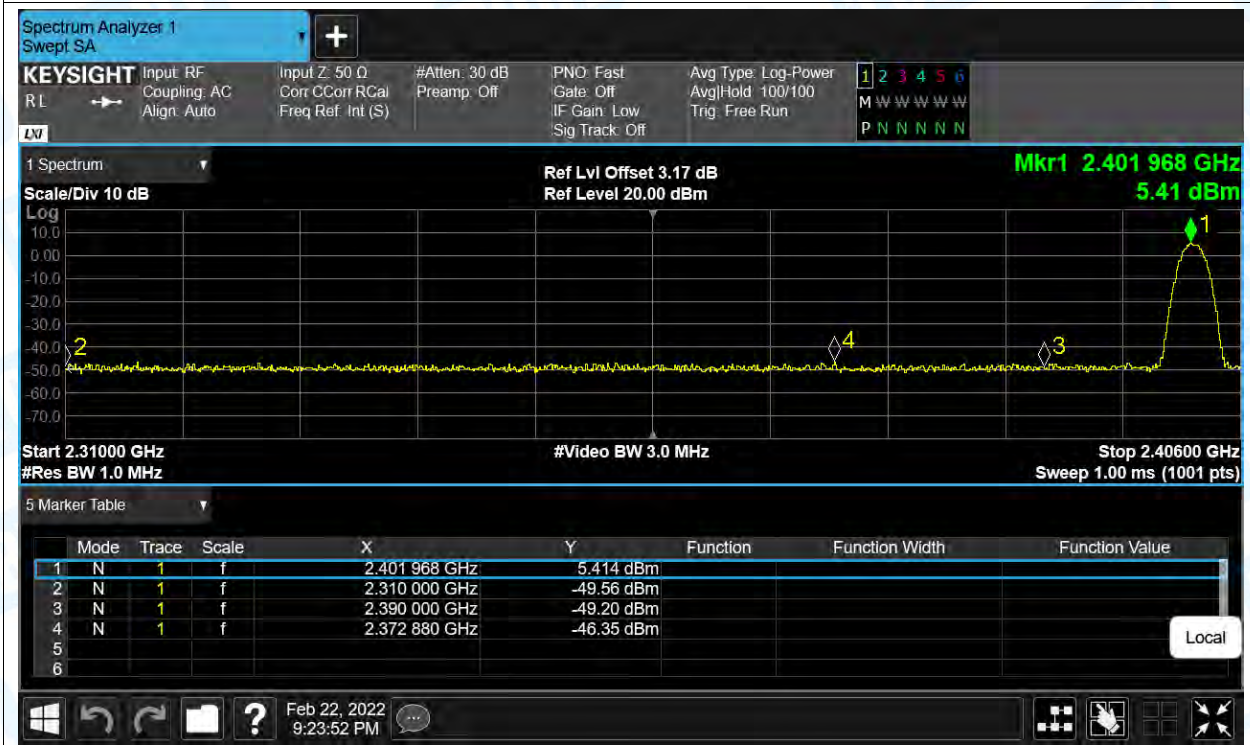 Spectrum Analyzer 1
Swept SA
+
KEYSIGHT
RL
LXI
Input: RF
Coupling: AC
Align: Auto
Input Z: 50 Ω
Corr CCorr RCal
Freq Ref: Int (S)
#Atten: 30 dB
Preamp: Off
PNO: Fast
Gate: Off
IF Gain: Low
Sig Track: Off
Avg Type: Log-Power
Avg|Hold: 100/100
Trig: Free Run
1 2 3 4 5 6
M W W W W W
P N N N N N
1 Spectrum
Scale/Div 10 dB
Ref Lvl Offset 3.17 dB
Ref Level 20.00 dBm
Mkr1 2.401 968 GHz
5.41 dBm
Log
10.0
0.00
-10.0
-20.0
-30.0
-40.0
-50.0
-60.0
-70.0
1
2
4
3
Start 2.31000 GHz
#Res BW 1.0 MHz
#Video BW 3.0 MHz
Stop 2.40600 GHz
Sweep 1.00 ms (1001 pts)
5 Marker Table
Mode Trace Scale X Y Function Function Width Function Value
1 N 1 f 2.401 968 GHz 5.414 dBm
2 N 1 f 2.310 000 GHz -49.56 dBm
3 N 1 f 2.390 000 GHz -49.20 dBm
4 N 1 f 2.372 880 GHz -46.35 dBm
5
6
Local
?
Feb 22, 2022
9:23:52 PM